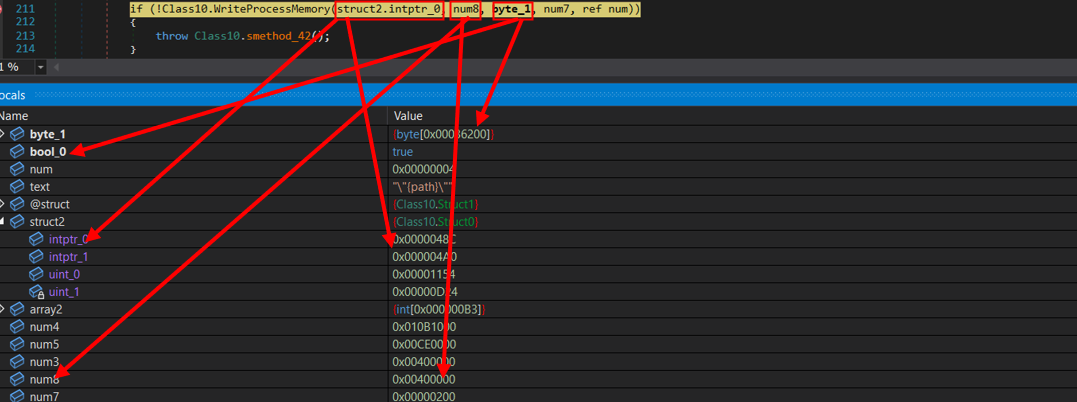 211 if (!Class10.WriteProcessMemory(struct2.intptr_0, num8, byte_1, num7, ref num))
212 {
213 throw Class10.smethod_42();
214 }
1 %
ocals
Name Value
byte_1 {byte[0x00036200]}
bool_0 true
num 0x00000004
text "\"{path}\""
@struct {Class10.Struct1}
struct2 {Class10.Struct0}
intptr_0 0x0000048C
intptr_1 0x000004A0
uint_0 0x00001154
uint_1 0x00000D24
array2 {int[0x000000B3]}
num4 0x010B1000
num5 0x00CE0000
num3 0x00400000
num8 0x00400000
num7 0x00000200